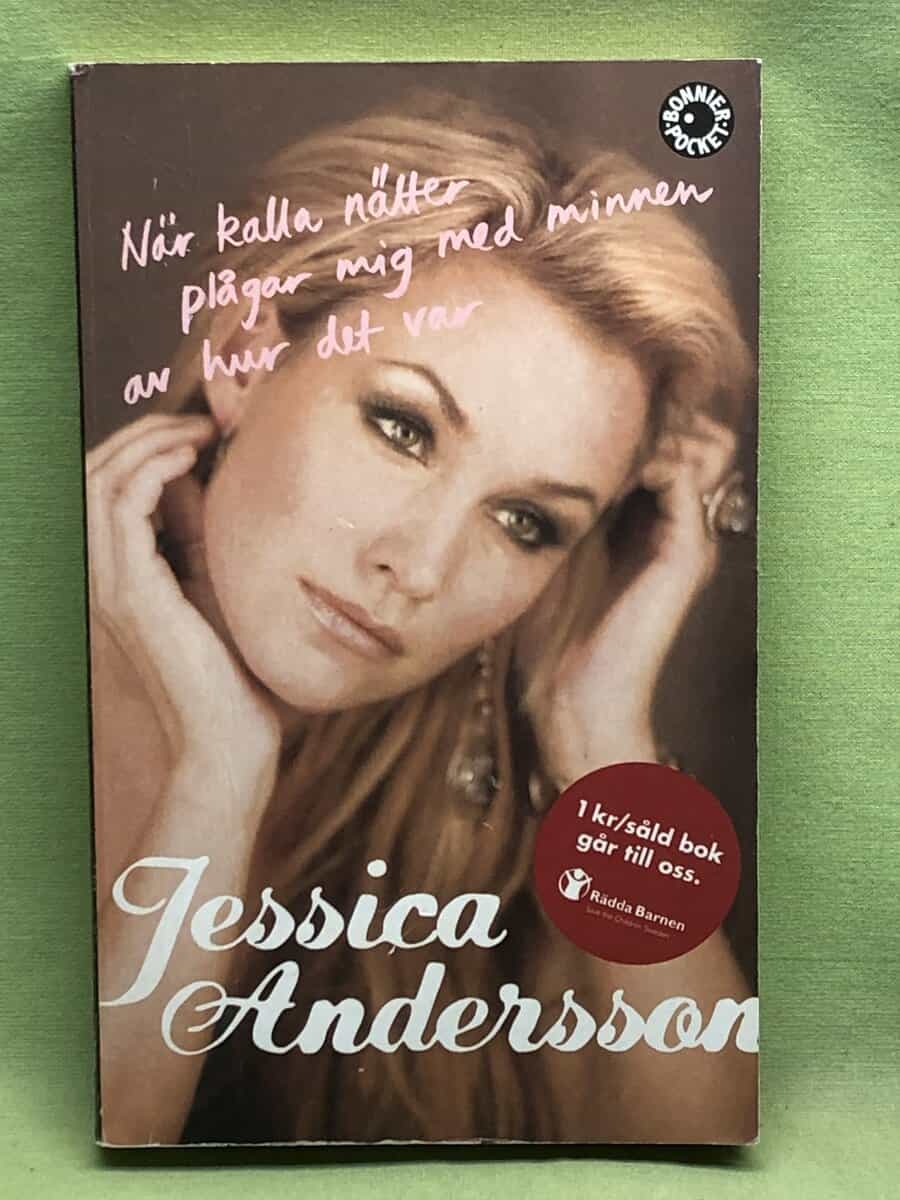 BONNIER
POCKET
När kalla nätter
plågar mig med minnen
av hur det var
1 kr/såld bok
går till oss.
Rädda Barnen
Save the Children Sweden
Jessica
Andersson